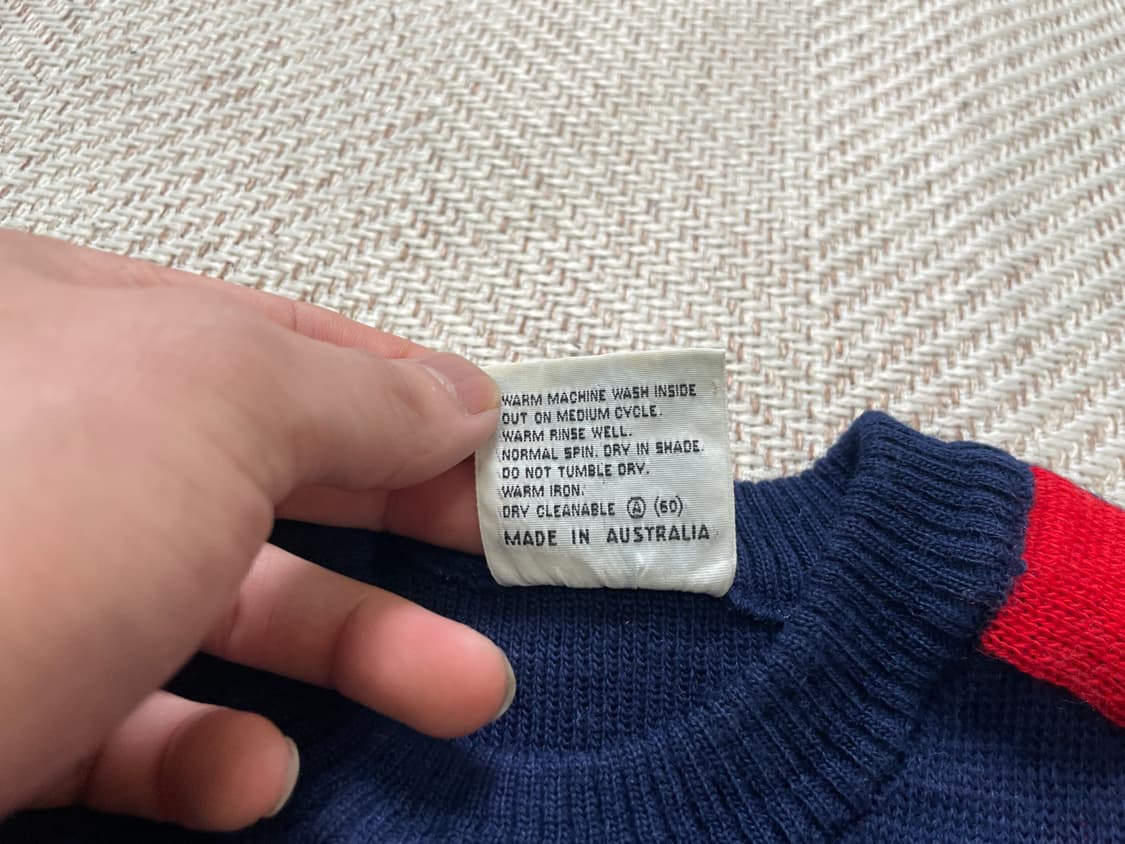 WARM MACHINE WASH INSIDE
OUT ON MEDIUM CYCLE.
WARM RINSE WELL.
NORMAL SPIN. DRY IN SHADE.
DO NOT TUMBLE DRY.
WARM IRON.
DRY CLEANABLE Ⓐ (60)
MADE IN AUSTRALIA